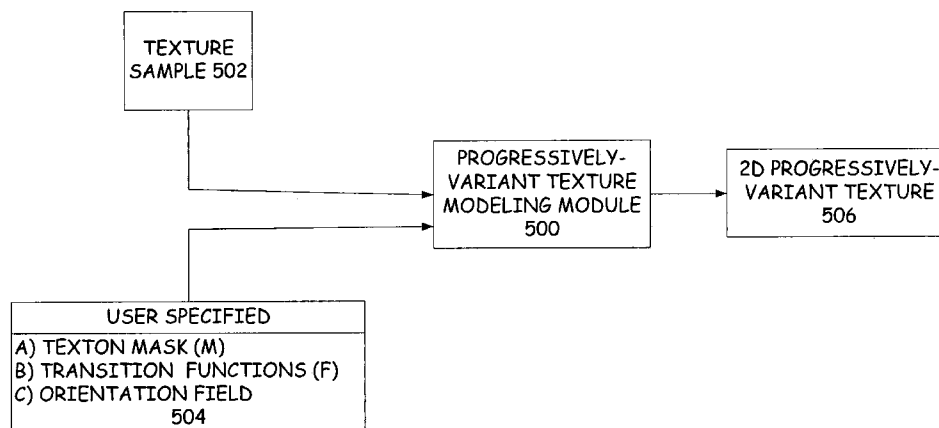 TEXTURE
SAMPLE 502
PROGRESSIVELY-
VARIANT TEXTURE
MODELING MODULE
500
2D PROGRESSIVELY-
VARIANT TEXTURE
506
USER SPECIFIED
A) TEXTON MASK (M)
B) TRANSITION FUNCTIONS (F)
C) ORIENTATION FIELD
504